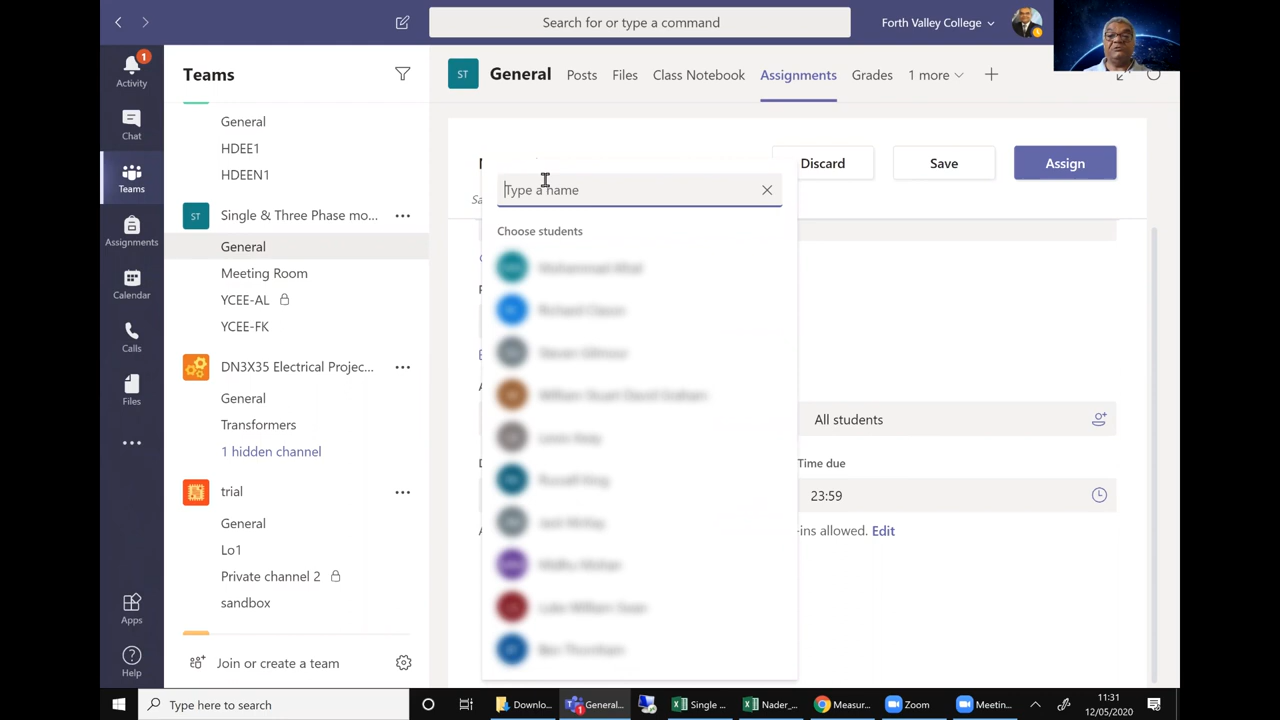 Search for or type a command
Forth Valley College
1
Activity
Chat
Teams
Assignments
Calendar
Calls
Files
Apps
Help
Teams
General
HDEE1
HDEEN1
ST
Single & Three Phase mo...
General
Meeting Room
YCEE-AL
YCEE-FK
DN3X35 Electrical Projec...
General
Transformers
1 hidden channel
trial
General
Lo1
Private channel 2
sandbox
Join or create a team
ST
General
Posts
Files
Class Notebook
Assignments
Grades
1 more
Discard
Save
Assign
Type a name
Choose students
All students
Time due
23:59
-ins allowed. Edit
Type here to search
Downlo...
General...
Single ...
Nader_...
Measur...
Zoom
Meetin...
11:31
12/05/2020